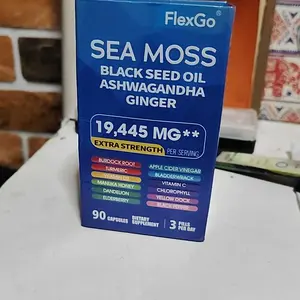 FlexGo®
SEA MOSS
BLACK SEED OIL
ASHWAGANDHA
GINGER
19,445 MG**
EXTRA STRENGTH PER SERVING
BURDOCK ROOT
APPLE CIDER VINEGAR
TURMERIC
BLADDERWRACK
VITAMIN C
MANUKA HONEY
CHLOROPHYLL
DANDELION
YELLOW DOCK
ELDERBERRY
90 CAPSULES
DIETARY
SUPPLEMENT
3 PILLS
PER DAY